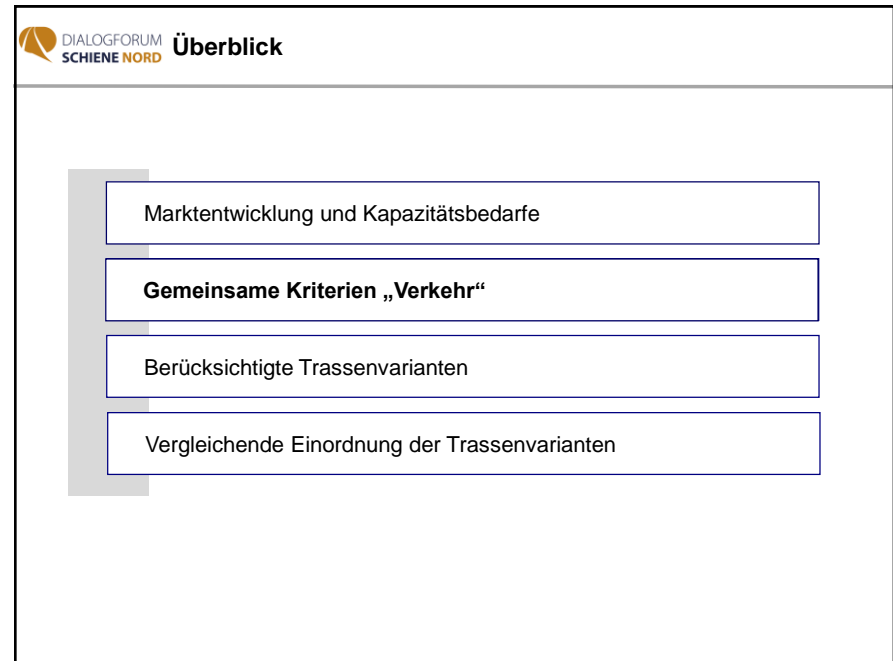 DIALOGFORUM
SCHIENE NORD
Überblick
Marktentwicklung und Kapazitätsbedarfe
Gemeinsame Kriterien „Verkehr“
Berücksichtigte Trassenvarianten
Vergleichende Einordnung der Trassenvarianten